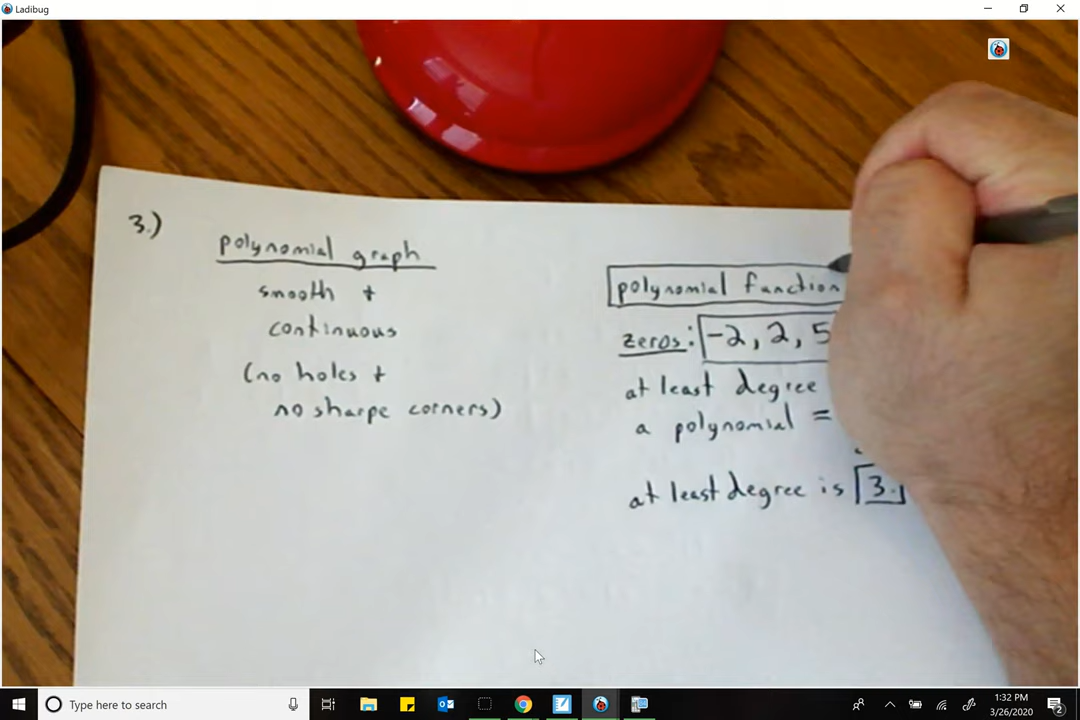 Ladibug
3.)
polynomial graph
smooth +
continuous
(no holes +
no sharpe corners)
polynomial function
zeros: -2, 2, 5
at least degree
a polynomial =
at least degree is 3.
Type here to search
1:32 PM
3/26/2020
2